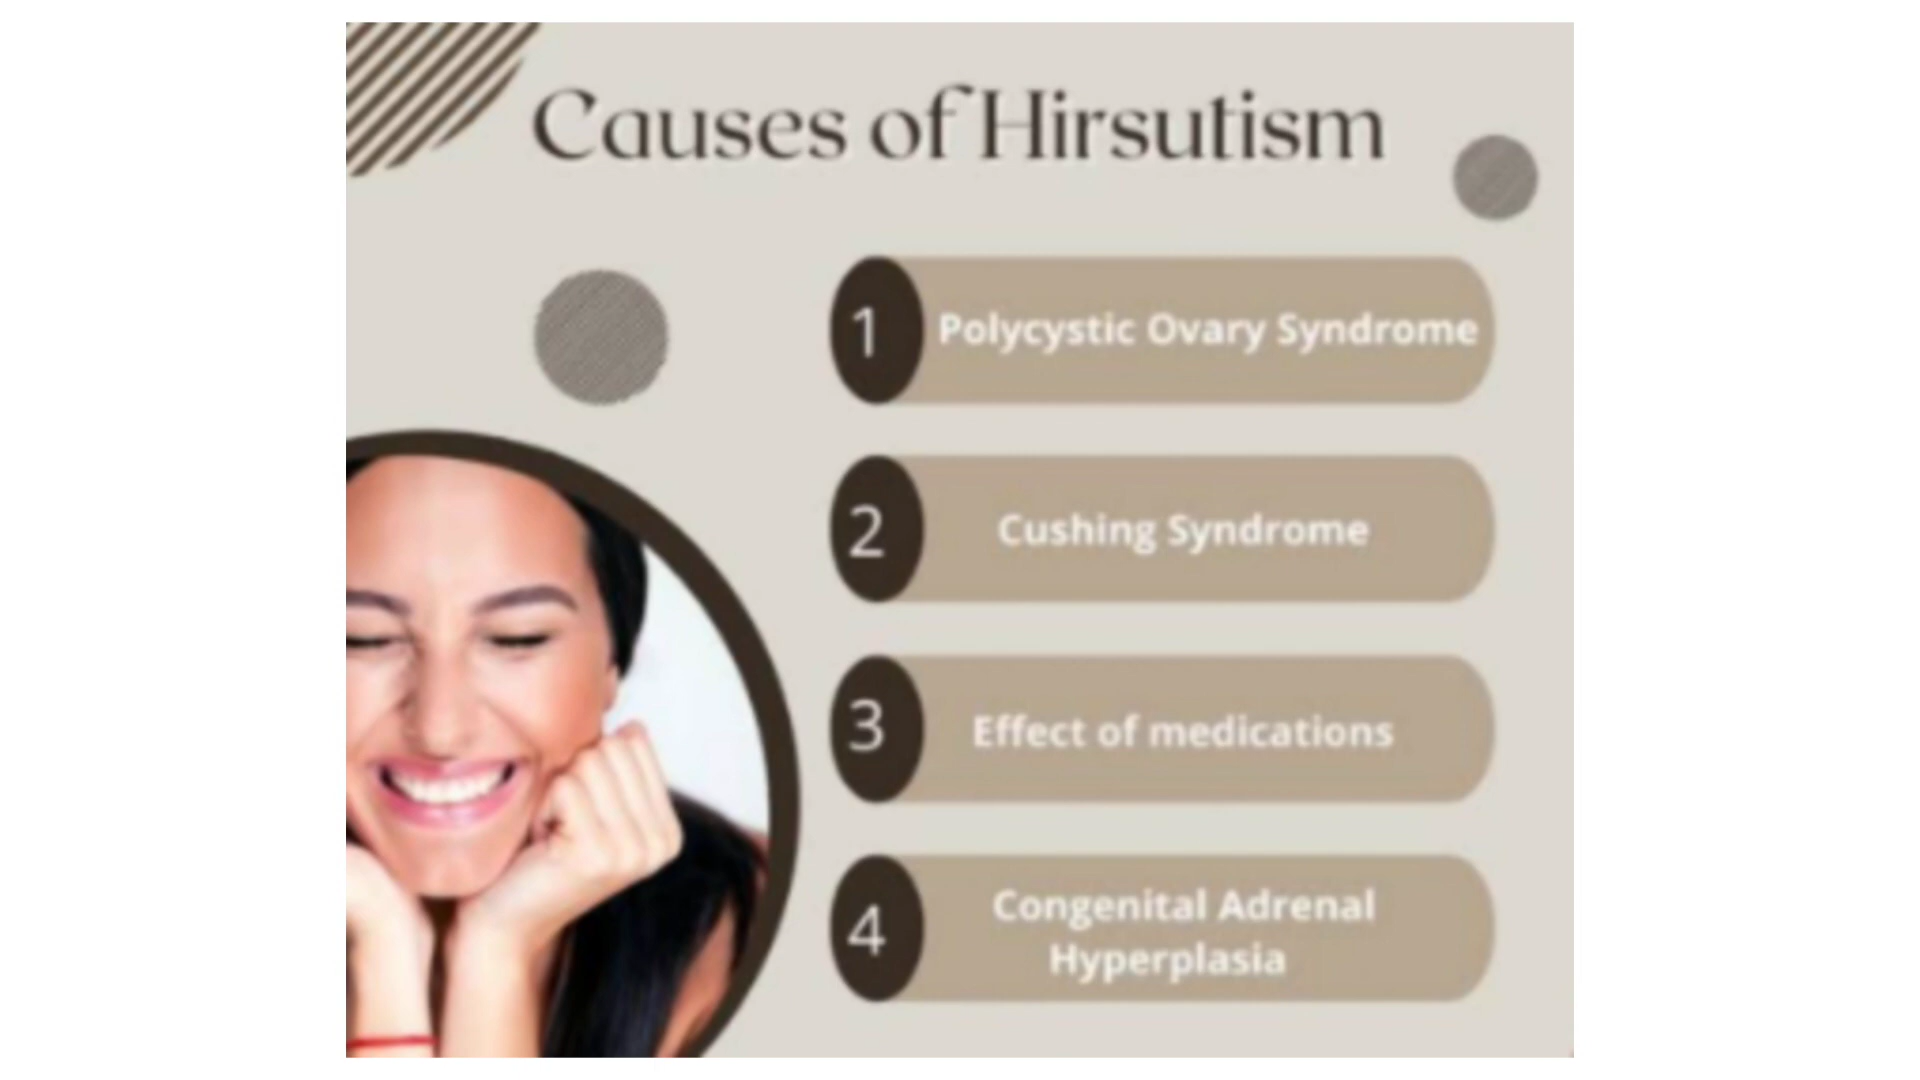 Causes of Hirsutism
1 Polycystic Ovary Syndrome
2 Cushing Syndrome
3 Effect of medications
4 Congenital Adrenal
Hyperplasia